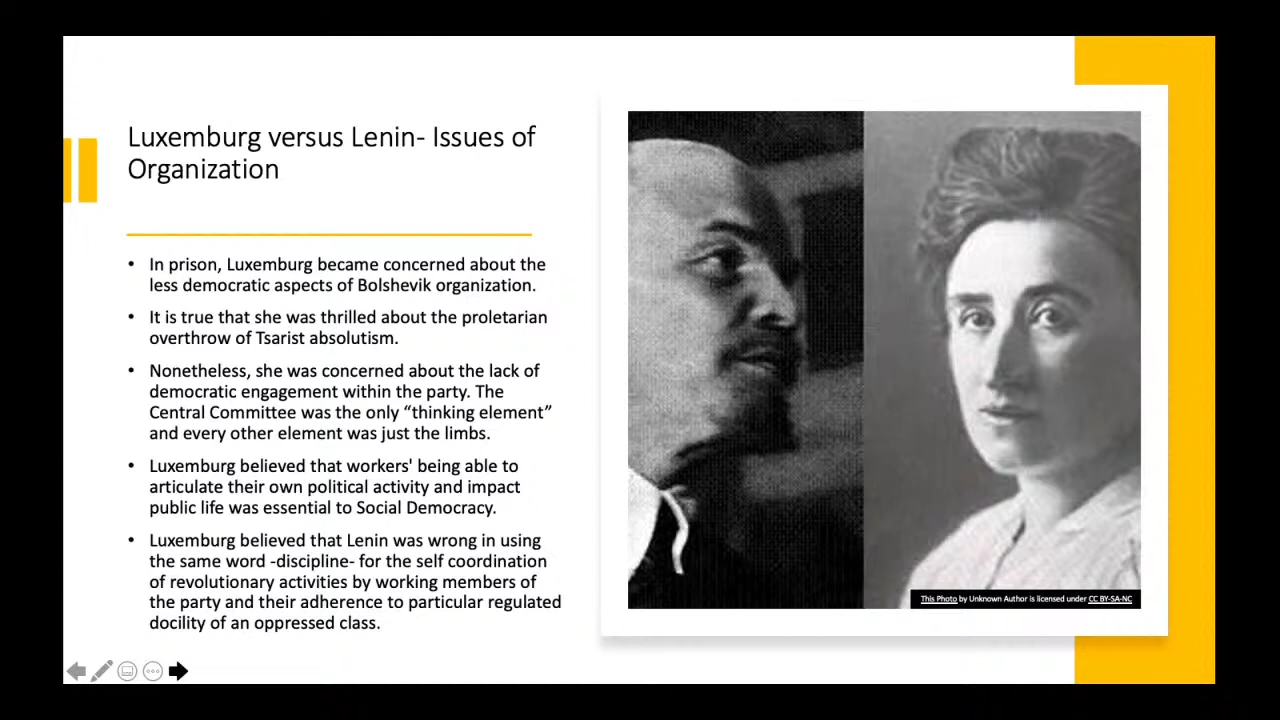 Luxemburg versus Lenin- Issues of
Organization
• In prison, Luxemburg became concerned about the
less democratic aspects of Bolshevik organization.
• It is true that she was thrilled about the proletarian
overthrow of Tsarist absolutism.
• Nonetheless, she was concerned about the lack of
democratic engagement within the party. The
Central Committee was the only “thinking element”
and every other element was just the limbs.
• Luxemburg believed that workers' being able to
articulate their own political activity and impact
public life was essential to Social Democracy.
• Luxemburg believed that Lenin was wrong in using
the same word -discipline- for the self coordination
of revolutionary activities by working members of
the party and their adherence to particular regulated
docility of an oppressed class.
This Photo by Unknown Author is licensed under CC BY-SA-NC